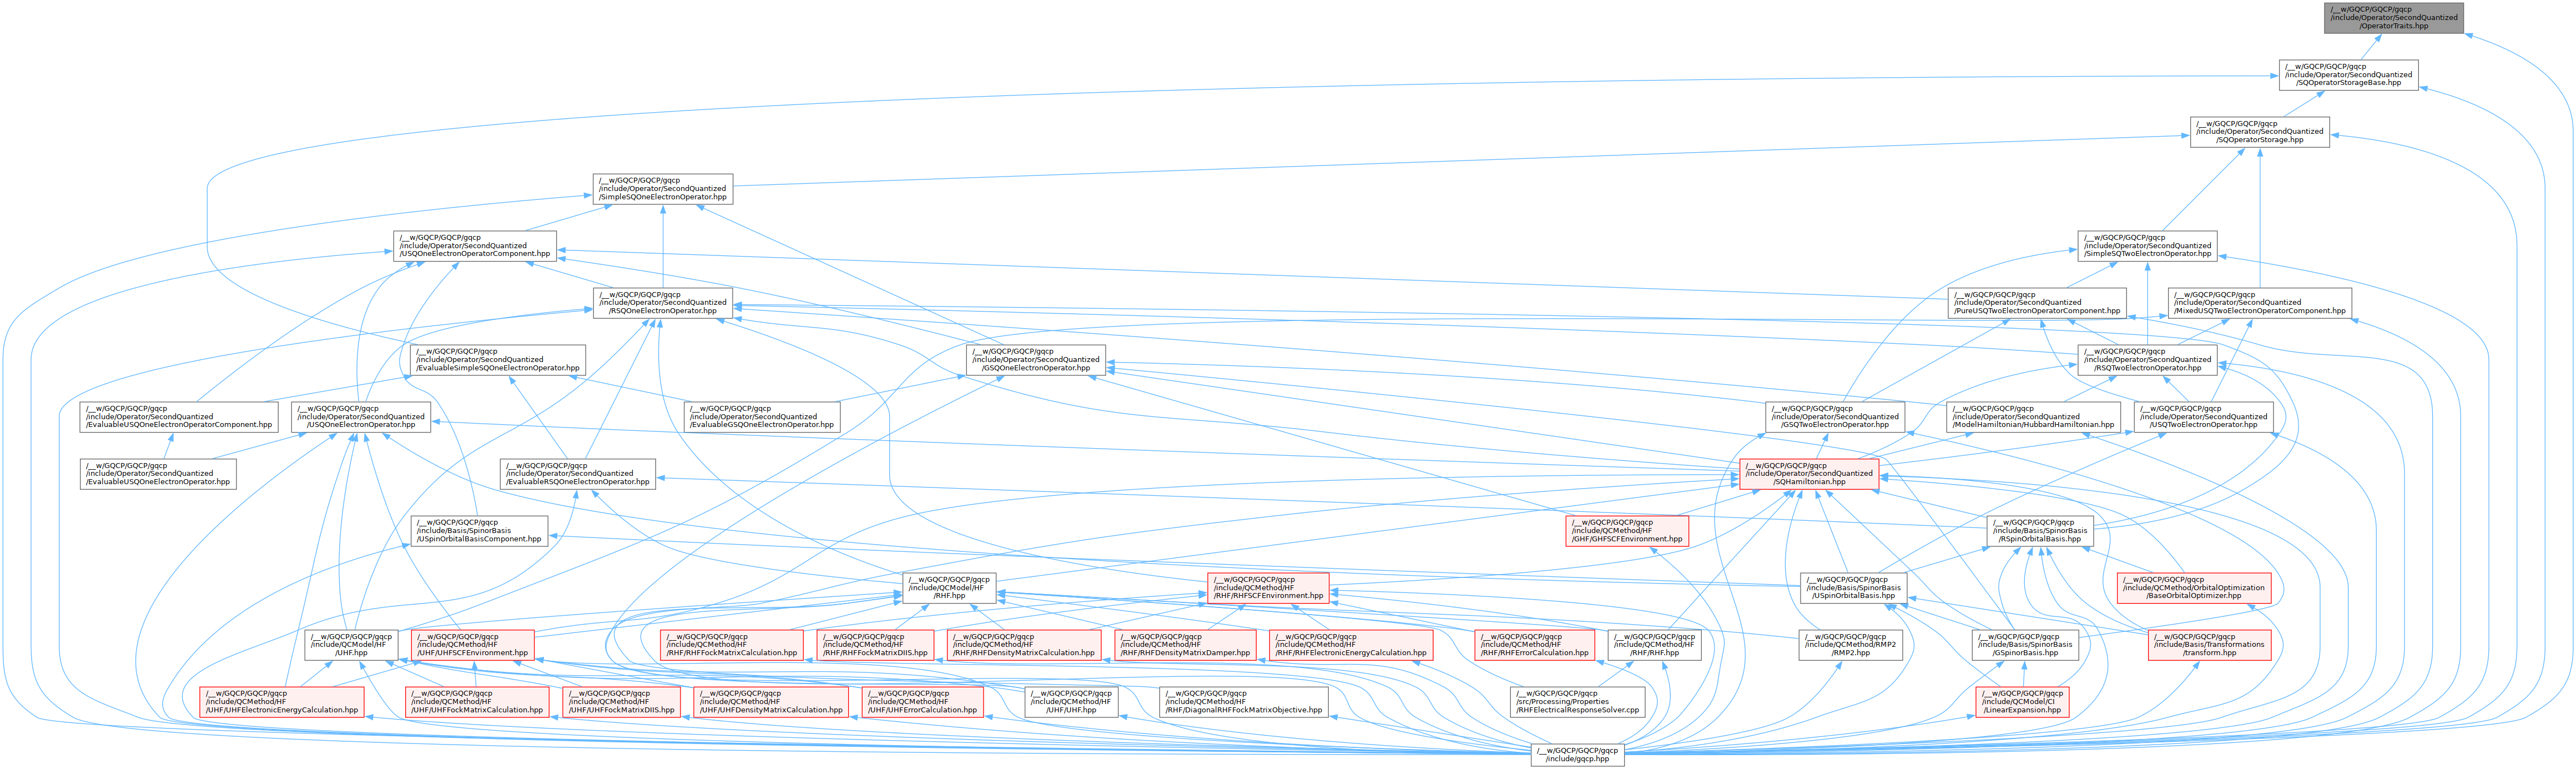 /__w/GQCP/GQCP/gqcp
/include/Operator/SecondQuantized
/OperatorTraits.hpp
/__w/GQCP/GQCP/gqcp
/include/Operator/SecondQuantized
/SQOperatorStorageBase.hpp
/__w/GQCP/GQCP/gqcp
/include/Operator/SecondQuantized
/SQOperatorStorage.hpp
/__w/GQCP/GQCP/gqcp
/include/Operator/SecondQuantized
/SimpleSQOneElectronOperator.hpp
/__w/GQCP/GQCP/gqcp
/include/Operator/SecondQuantized
/USQOneElectronOperatorComponent.hpp
/__w/GQCP/GQCP/gqcp
/include/Operator/SecondQuantized
/SimpleSQTwoElectronOperator.hpp
/__w/GQCP/GQCP/gqcp
/include/Operator/SecondQuantized
/RSQOneElectronOperator.hpp
/__w/GQCP/GQCP/gqcp
/include/Operator/SecondQuantized
/PureUSQTwoElectronOperatorComponent.hpp
/__w/GQCP/GQCP/gqcp
/include/Operator/SecondQuantized
/MixedUSQTwoElectronOperatorComponent.hpp
/__w/GQCP/GQCP/gqcp
/include/Operator/SecondQuantized
/EvaluableSimpleSQOneElectronOperator.hpp
/__w/GQCP/GQCP/gqcp
/include/Operator/SecondQuantized
/GSQOneElectronOperator.hpp
/__w/GQCP/GQCP/gqcp
/include/Operator/SecondQuantized
/RSQTwoElectronOperator.hpp
/__w/GQCP/GQCP/gqcp
/include/Operator/SecondQuantized
/EvaluableUSQOneElectronOperatorComponent.hpp
/__w/GQCP/GQCP/gqcp
/include/Operator/SecondQuantized
/USQOneElectronOperator.hpp
/__w/GQCP/GQCP/gqcp
/include/Operator/SecondQuantized
/EvaluableGSQOneElectronOperator.hpp
/__w/GQCP/GQCP/gqcp
/include/Operator/SecondQuantized
/GSQTwoElectronOperator.hpp
/__w/GQCP/GQCP/gqcp
/include/Operator/SecondQuantized
/ModelHamiltonian/HubbardHamiltonian.hpp
/__w/GQCP/GQCP/gqcp
/include/Operator/SecondQuantized
/USQTwoElectronOperator.hpp
/__w/GQCP/GQCP/gqcp
/include/Operator/SecondQuantized
/EvaluableUSQOneElectronOperator.hpp
/__w/GQCP/GQCP/gqcp
/include/Operator/SecondQuantized
/EvaluableRSQOneElectronOperator.hpp
/__w/GQCP/GQCP/gqcp
/include/Operator/SecondQuantized
/SQHamiltonian.hpp
/__w/GQCP/GQCP/gqcp
/include/Basis/SpinorBasis
/USpinOrbitalBasisComponent.hpp
/__w/GQCP/GQCP/gqcp
/include/QCMethod/HF
/GHF/GHFSCFEnvironment.hpp
/__w/GQCP/GQCP/gqcp
/include/Basis/SpinorBasis
/RSpinOrbitalBasis.hpp
/__w/GQCP/GQCP/gqcp
/include/QCModel/HF
/RHF.hpp
/__w/GQCP/GQCP/gqcp
/include/QCMethod/HF
/RHF/RHFSCFEnvironment.hpp
/__w/GQCP/GQCP/gqcp
/include/Basis/SpinorBasis
/USpinOrbitalBasis.hpp
/__w/GQCP/GQCP/gqcp
/include/QCMethod/OrbitalOptimization
/BaseOrbitalOptimizer.hpp
/__w/GQCP/GQCP/gqcp
/include/QCModel/HF
/UHF.hpp
/__w/GQCP/GQCP/gqcp
/include/QCMethod/HF
/UHF/UHFSCFEnvironment.hpp
/__w/GQCP/GQCP/gqcp
/include/QCMethod/HF
/RHF/RHFFockMatrixCalculation.hpp
/__w/GQCP/GQCP/gqcp
/include/QCMethod/HF
/RHF/RHFFockMatrixDIIS.hpp
/__w/GQCP/GQCP/gqcp
/include/QCMethod/HF
/RHF/RHFDensityMatrixCalculation.hpp
/__w/GQCP/GQCP/gqcp
/include/QCMethod/HF
/RHF/RHFDensityMatrixDamper.hpp
/__w/GQCP/GQCP/gqcp
/include/QCMethod/HF
/RHF/RHFElectronicEnergyCalculation.hpp
/__w/GQCP/GQCP/gqcp
/include/QCMethod/HF
/RHF/RHFErrorCalculation.hpp
/__w/GQCP/GQCP/gqcp
/include/QCMethod/HF
/RHF/RHF.hpp
/__w/GQCP/GQCP/gqcp
/include/QCMethod/RMP2
/RMP2.hpp
/__w/GQCP/GQCP/gqcp
/include/Basis/SpinorBasis
/GSpinorBasis.hpp
/__w/GQCP/GQCP/gqcp
/include/Basis/Transformations
/transform.hpp
/__w/GQCP/GQCP/gqcp
/include/QCMethod/HF
/UHF/UHFElectronicEnergyCalculation.hpp
/__w/GQCP/GQCP/gqcp
/include/QCMethod/HF
/UHF/UHFFockMatrixCalculation.hpp
/__w/GQCP/GQCP/gqcp
/include/QCMethod/HF
/UHF/UHFFockMatrixDIIS.hpp
/__w/GQCP/GQCP/gqcp
/include/QCMethod/HF
/UHF/UHFDensityMatrixCalculation.hpp
/__w/GQCP/GQCP/gqcp
/include/QCMethod/HF
/UHF/UHFErrorCalculation.hpp
/__w/GQCP/GQCP/gqcp
/include/QCMethod/HF
/UHF/UHF.hpp
/__w/GQCP/GQCP/gqcp
/include/QCMethod/HF
/RHF/DiagonalRHFFockMatrixObjective.hpp
/__w/GQCP/GQCP/gqcp
/src/Processing/Properties
/RHFElectricalResponseSolver.cpp
/__w/GQCP/GQCP/gqcp
/include/QCModel/CI
/LinearExpansion.hpp
/__w/GQCP/GQCP/gqcp
/include/gqcp.hpp